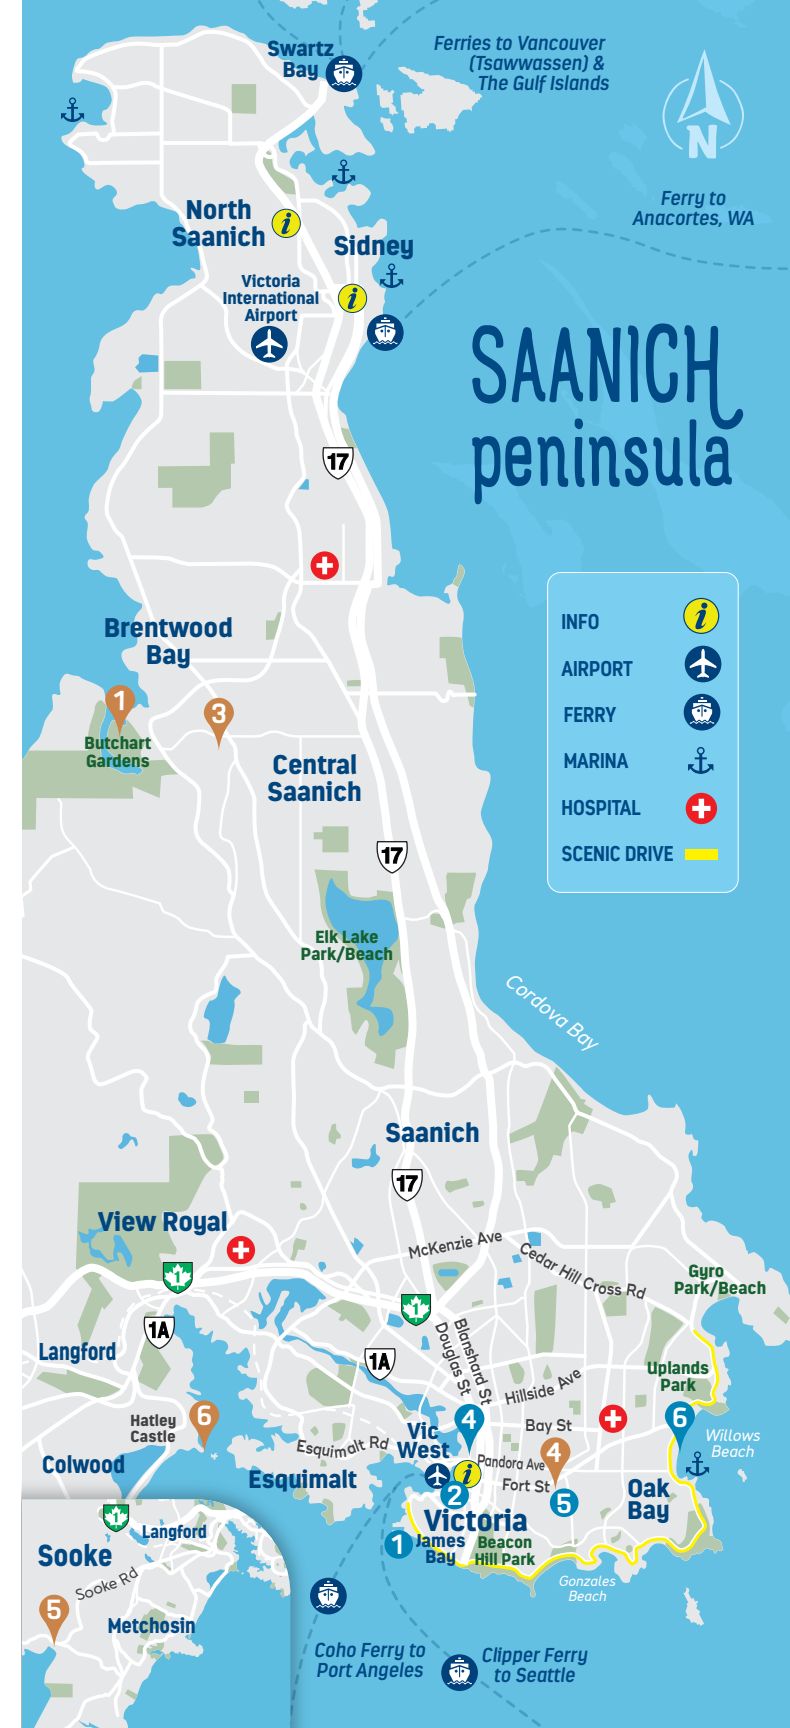 Swartz
Bay
Ferries to Vancouver
(Tsawwassen) &
The Gulf Islands
N
Ferry to
Anacortes, WA
North
Saanich
i
Sidney
Victoria
International
Airport
i
SAANICH
peninsula
17
INFO
i
AIRPORT
FERRY
MARINA
HOSPITAL
SCENIC DRIVE
Brentwood
Bay
1
3
Butchart
Gardens
Central
Saanich
17
Elk Lake
Park/Beach
Cordova Bay
Saanich
17
View Royal
McKenzie Ave
Cedar Hill Cross Rd
Gyro
Park/Beach
1
1
1A
Langford
1A
Blanshard St
Douglas St
Hillside Ave
Uplands
Park
Hatley
Castle
6
4
Bay St
6
Willows
Beach
Colwood
Esquimalt Rd
Vic
West
Pandora Ave
4
Esquimalt
i
2
Fort St
5
Oak
Bay
Victoria
1
James
Bay
Beacon
Hill Park
Gonzales
Beach
1
Langford
Sooke
Sooke Rd
5
Metchosin
Coho Ferry to
Port Angeles
Clipper Ferry
to Seattle